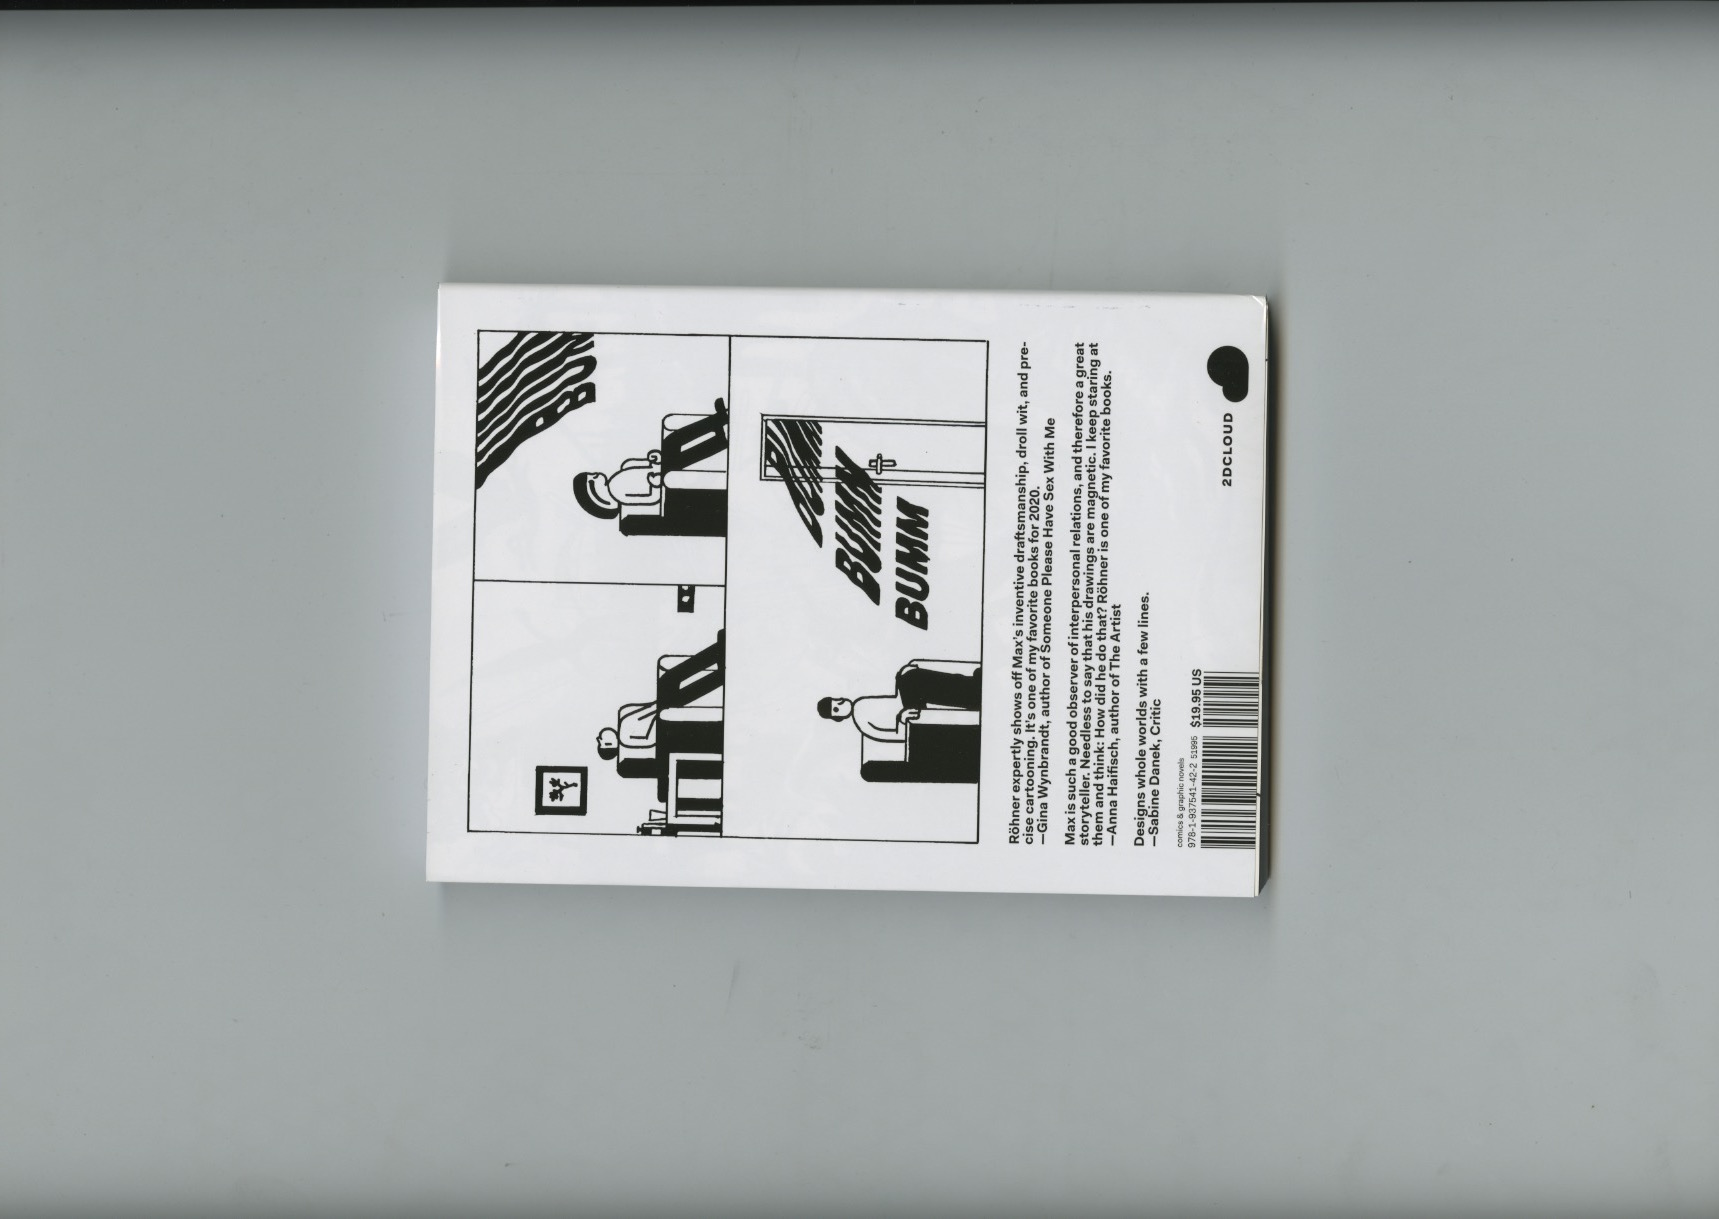 BUMM
BUMM
BUMM
Röhner expertly shows off Max's inventive draftsmanship, droll wit, and pre-
cise cartooning. It's one of my favorite books for 2020.
—Gina Wynbrandt, author of Someone Please Have Sex With Me
Max is such a good observer of interpersonal relations, and therefore a great
storyteller. Needless to say that his drawings are magnetic. I keep staring at
them and think: How did he do that? Röhner is one of my favorite books.
—Anna Haifisch, author of The Artist
Designs whole worlds with a few lines.
—Sabine Danek, Critic
comics & graphic novels
978-1-937541-42-2 51995 $19.95 US
2DCLOUD